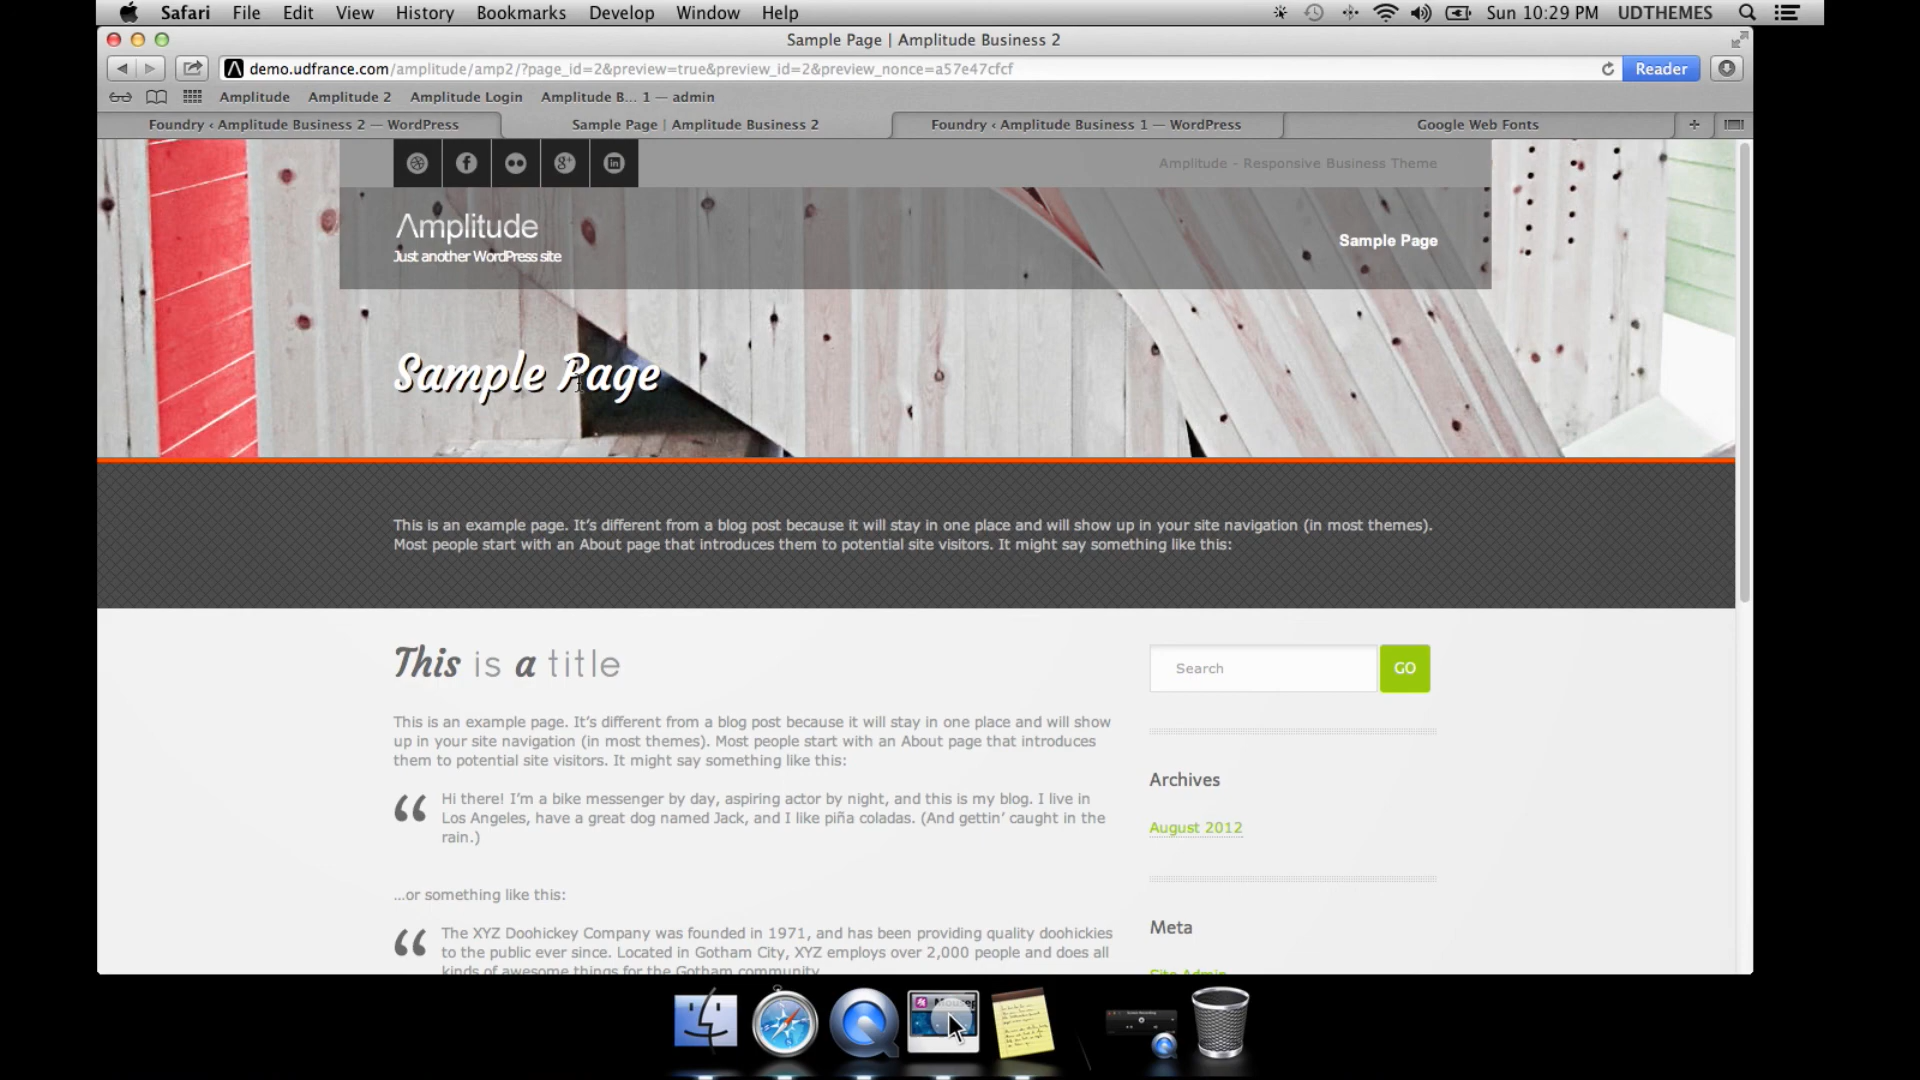 Safari File Edit View History Bookmarks Develop Window Help Sun 10:29 PM UDTHEMES
Sample Page | Amplitude Business 2
demo.udfrance.com/amplitude/amp2/?page_id=2&preview=true&preview_id=2&preview_nonce=a57e47cfcf Reader
Amplitude Amplitude 2 Amplitude Login Amplitude B... 1 — admin
Foundry ‹ Amplitude Business 2 — WordPress Sample Page | Amplitude Business 2 Foundry ‹ Amplitude Business 1 — WordPress Google Web Fonts
Amplitude - Responsive Business Theme
Amplitude
Just another WordPress site
Sample Page
Sample Page
This is an example page. It's different from a blog post because it will stay in one place and will show up in your site navigation (in most themes).
Most people start with an About page that introduces them to potential site visitors. It might say something like this:
This is a title
Search GO
This is an example page. It's different from a blog post because it will stay in one place and will show
up in your site navigation (in most themes). Most people start with an About page that introduces
them to potential site visitors. It might say something like this:
Archives
Hi there! I'm a bike messenger by day, aspiring actor by night, and this is my blog. I live in
Los Angeles, have a great dog named Jack, and I like piña coladas. (And gettin' caught in the
rain.)
August 2012
…or something like this:
Meta
The XYZ Doohickey Company was founded in 1971, and has been providing quality doohickies
to the public ever since. Located in Gotham City, XYZ employs over 2,000 people and does all
kinds of awesome things for the Gotham community.
Site Admin